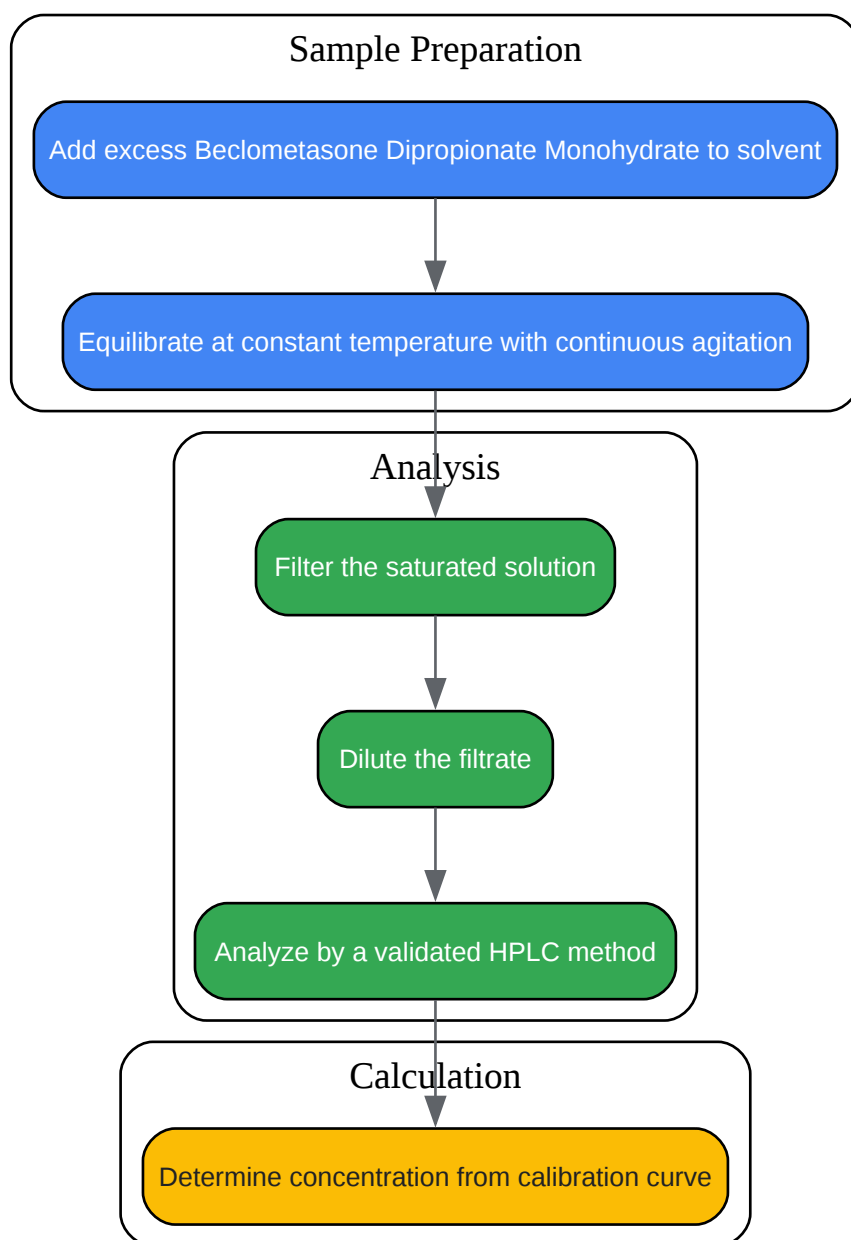 Sample Preparation
Add excess Beclometasone Dipropionate Monohydrate to solvent
Equilibrate at constant temperature with continuous agitation
Analysis
Filter the saturated solution
Dilute the filtrate
Analyze by a validated HPLC method
Calculation
Determine concentration from calibration curve